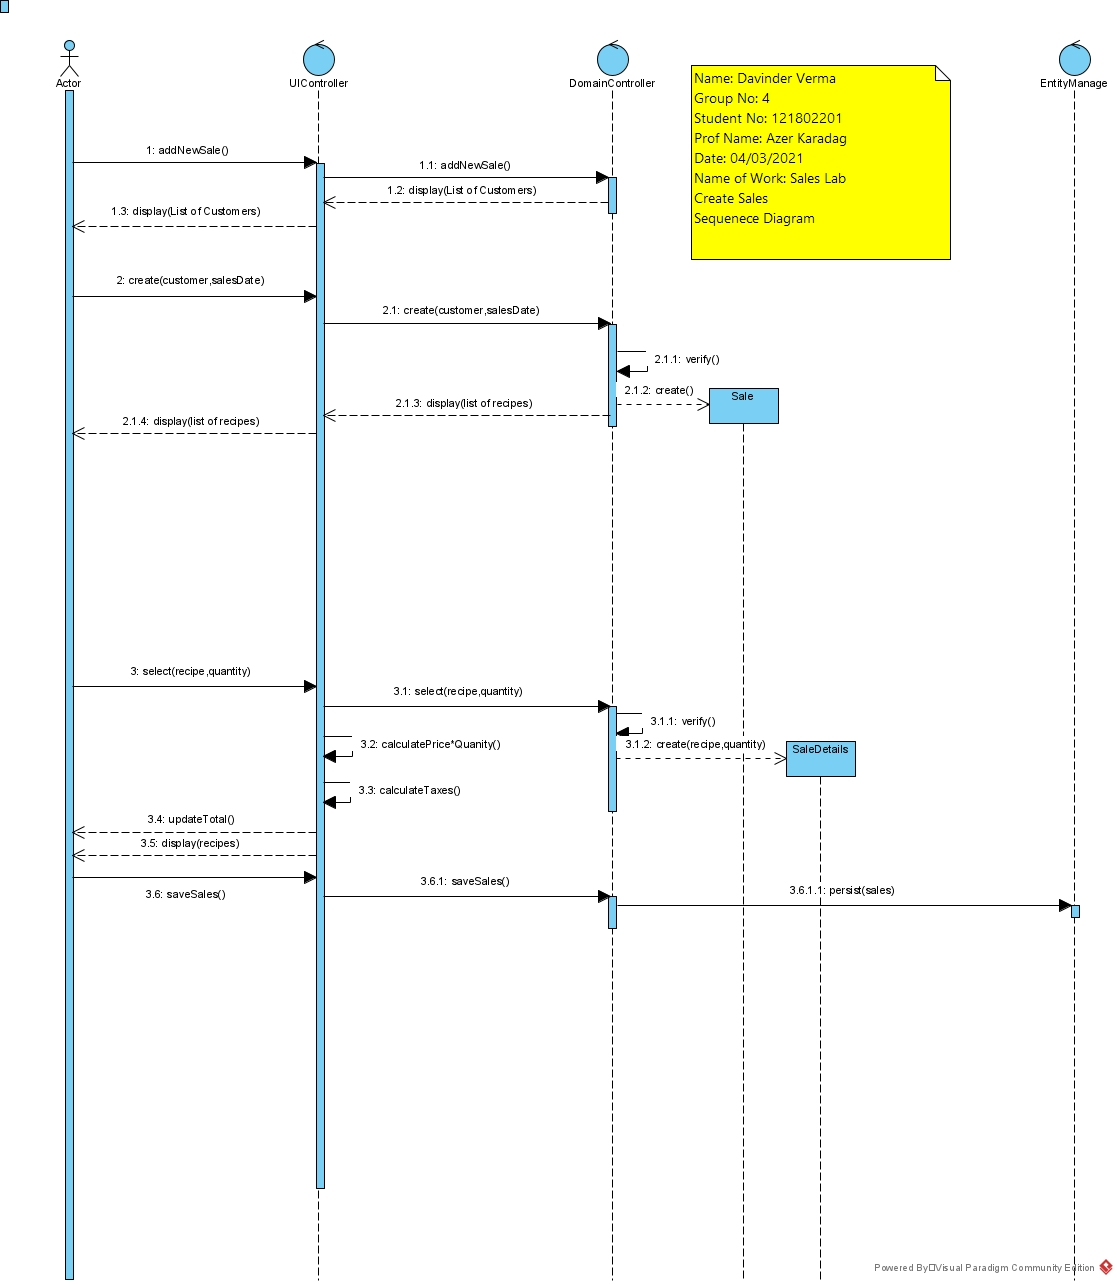 Actor
UIController
DomainController
EntityManage
Name: Davinder Verma
Group No: 4
Student No: 121802201
Prof Name: Azer Karadag
Date: 04/03/2021
Name of Work: Sales Lab
Create Sales
Sequenece Diagram
1: addNewSale()
1.1: addNewSale()
1.2: display(List of Customers)
1.3: display(List of Customers)
2: create(customer,salesDate)
2.1: create(customer,salesDate)
2.1.1: verify()
2.1.2: create()
Sale
2.1.3: display(list of recipes)
2.1.4: display(list of recipes)
3: select(recipe,quantity)
3.1: select(recipe,quantity)
3.1.1: verify()
3.1.2: create(recipe,quantity)
SaleDetails
3.2: calculatePrice*Quanity()
3.3: calculateTaxes()
3.4: updateTotal()
3.5: display(recipes)
3.6: saveSales()
3.6.1: saveSales()
3.6.1.1: persist(sales)
Powered By Visual Paradigm Community Edition